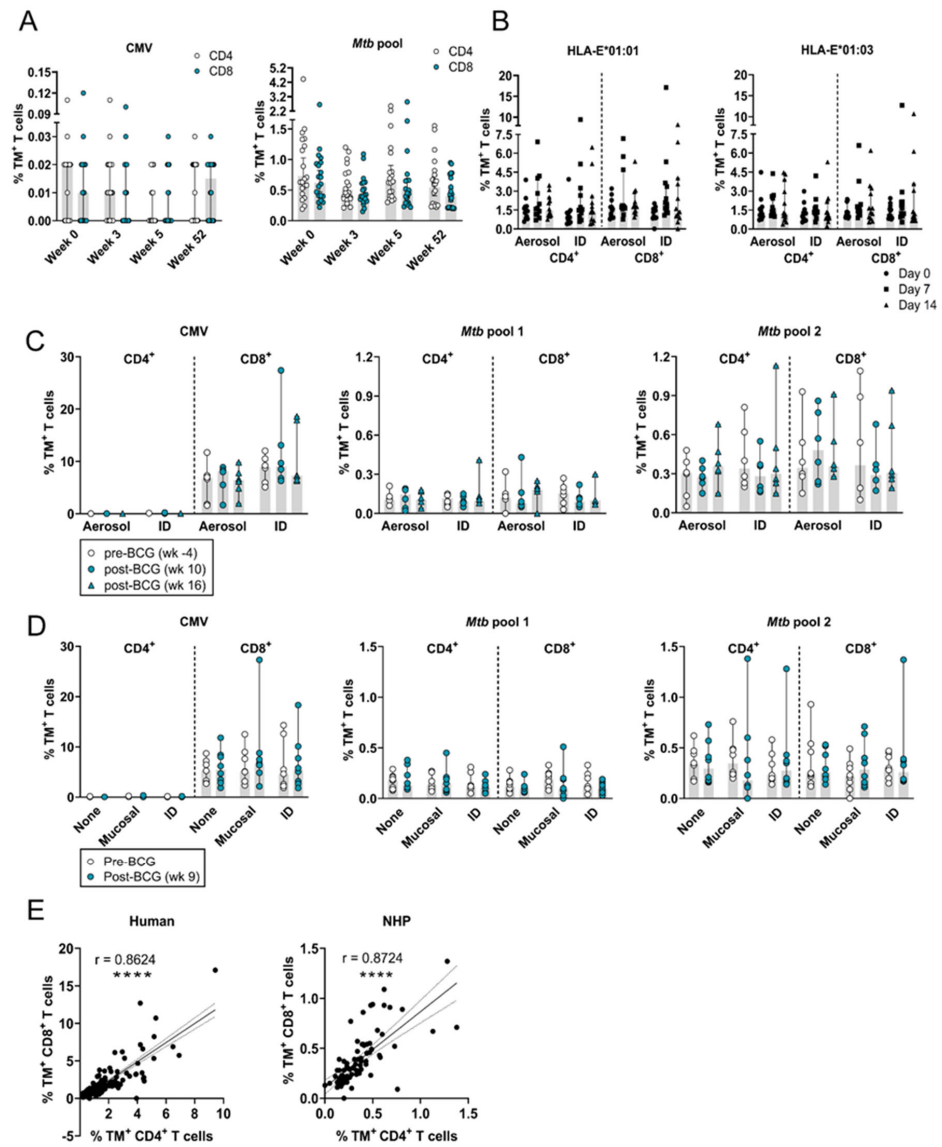 A
CMV
CD4
CD8
% TM+ T cells
0.15
0.12
0.09
0.06
0.03
0.02
0.01
0.00
Week 0
Week 3
Week 5
Week 52
Mtb pool
CD4
CD8
% TM+ T cells
5.2
4.2
3.2
2.2
1.5
1.0
0.5
0.0
Week 0
Week 3
Week 5
Week 52
B
HLA-E*01:01
% TM+ T cells
20
15
10
7.5
6.0
4.5
3.0
1.5
0.0
Aerosol ID Aerosol ID
CD4+ CD8+
HLA-E*01:03
20
15
10
7.5
6.0
4.5
3.0
1.5
0.0
Aerosol ID Aerosol ID
CD4+ CD8+
Day 0
Day 7
Day 14
C
CMV
CD4+ CD8+
% TM+ T cells
30
20
10
0
Aerosol ID Aerosol ID
Mtb pool 1
CD4+ CD8+
% TM+ T cells
1.2
0.9
0.6
0.3
0.0
Aerosol ID Aerosol ID
Mtb pool 2
CD4+ CD8+
% TM+ T cells
1.2
0.9
0.6
0.3
0.0
Aerosol ID Aerosol ID
pre-BCG (wk -4)
post-BCG (wk 10)
post-BCG (wk 16)
D
CMV
CD4+ CD8+
% TM+ T cells
30
20
10
5
0
None Mucosal ID None Mucosal ID
Mtb pool 1
CD4+ CD8+
% TM+ T cells
1.5
1.0
0.5
0.0
None Mucosal ID None Mucosal ID
Mtb pool 2
CD4+ CD8+
% TM+ T cells
1.5
1.0
0.5
0.0
None Mucosal ID None Mucosal ID
Pre-BCG
Post-BCG (wk 9)
E
Human
r = 0.8624
****
% TM+ CD8+ T cells
20
15
10
5
-5
2 4 6 8 10
% TM+ CD4+ T cells
NHP
r = 0.8724
****
% TM+ CD8+ T cells
1.5
1.0
0.5
0.0
0.0 0.5 1.0 1.5
% TM+ CD4+ T cells